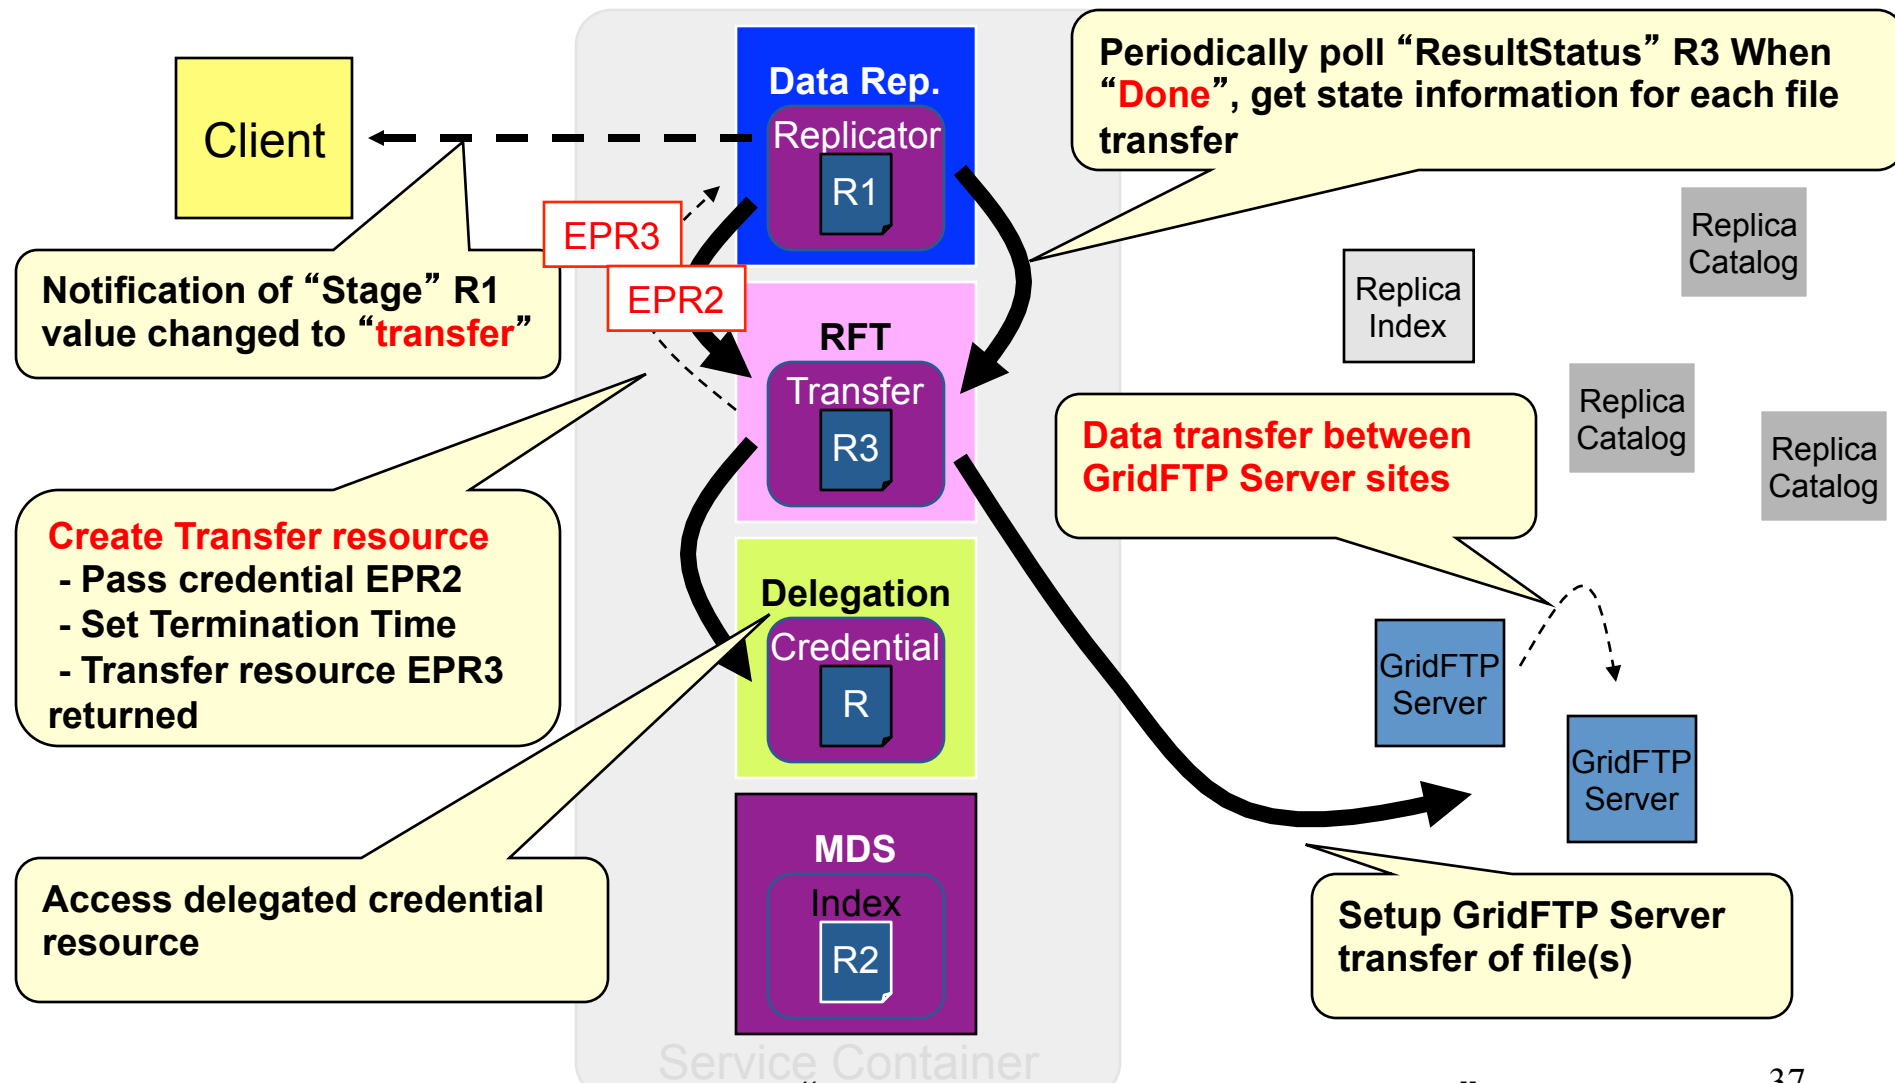 Client
Data Rep.
Replicator
R1
Periodically poll “ResultStatus” R3 When
“Done”, get state information for each file
transfer
EPR3
EPR2
Notification of “Stage” R1
value changed to “transfer”
RFT
Transfer
R3
Replica
Catalog
Replica
Index
Replica
Catalog
Replica
Catalog
Data transfer between
GridFTP Server sites
Create Transfer resource
- Pass credential EPR2
- Set Termination Time
- Transfer resource EPR3
returned
Delegation
Credential
R
GridFTP
Server
GridFTP
Server
MDS
Index
R2
Access delegated credential
resource
Setup GridFTP Server
transfer of file(s)
Service Container
37